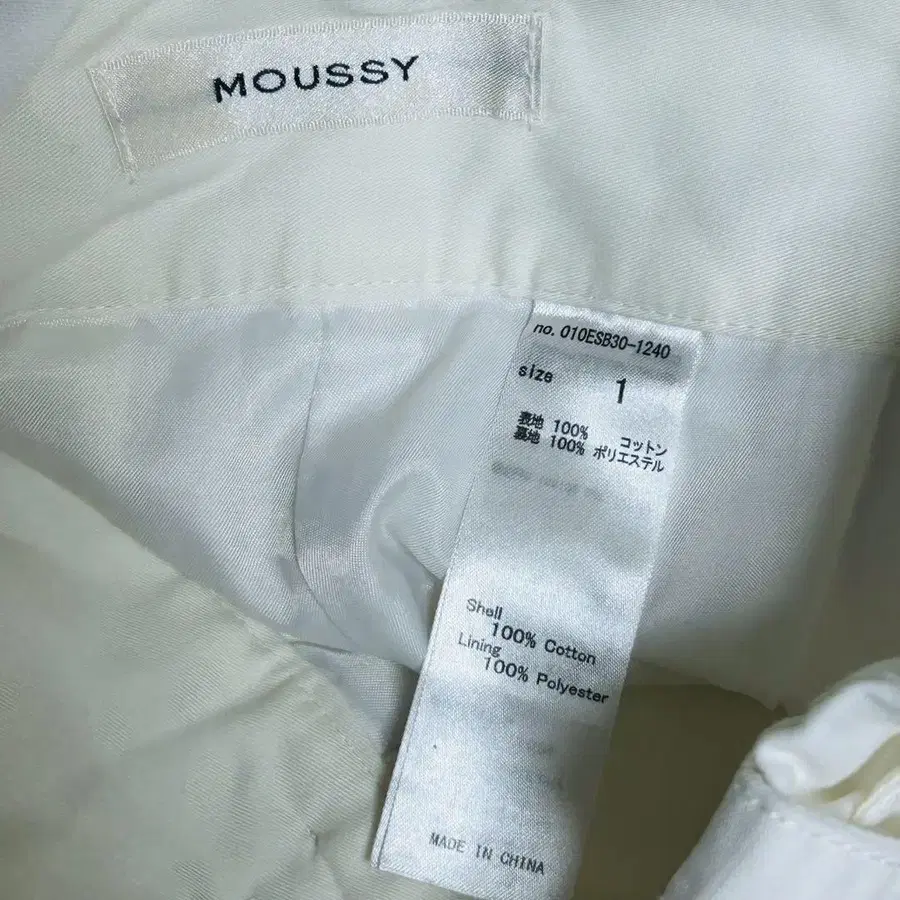 MOUSSY
no. 010ESB30-1240
size 1
表地 100% コットン
裏地 100% ポリエステル
Shell
100% Cotton
Lining
100% Polyester
MADE IN CHINA